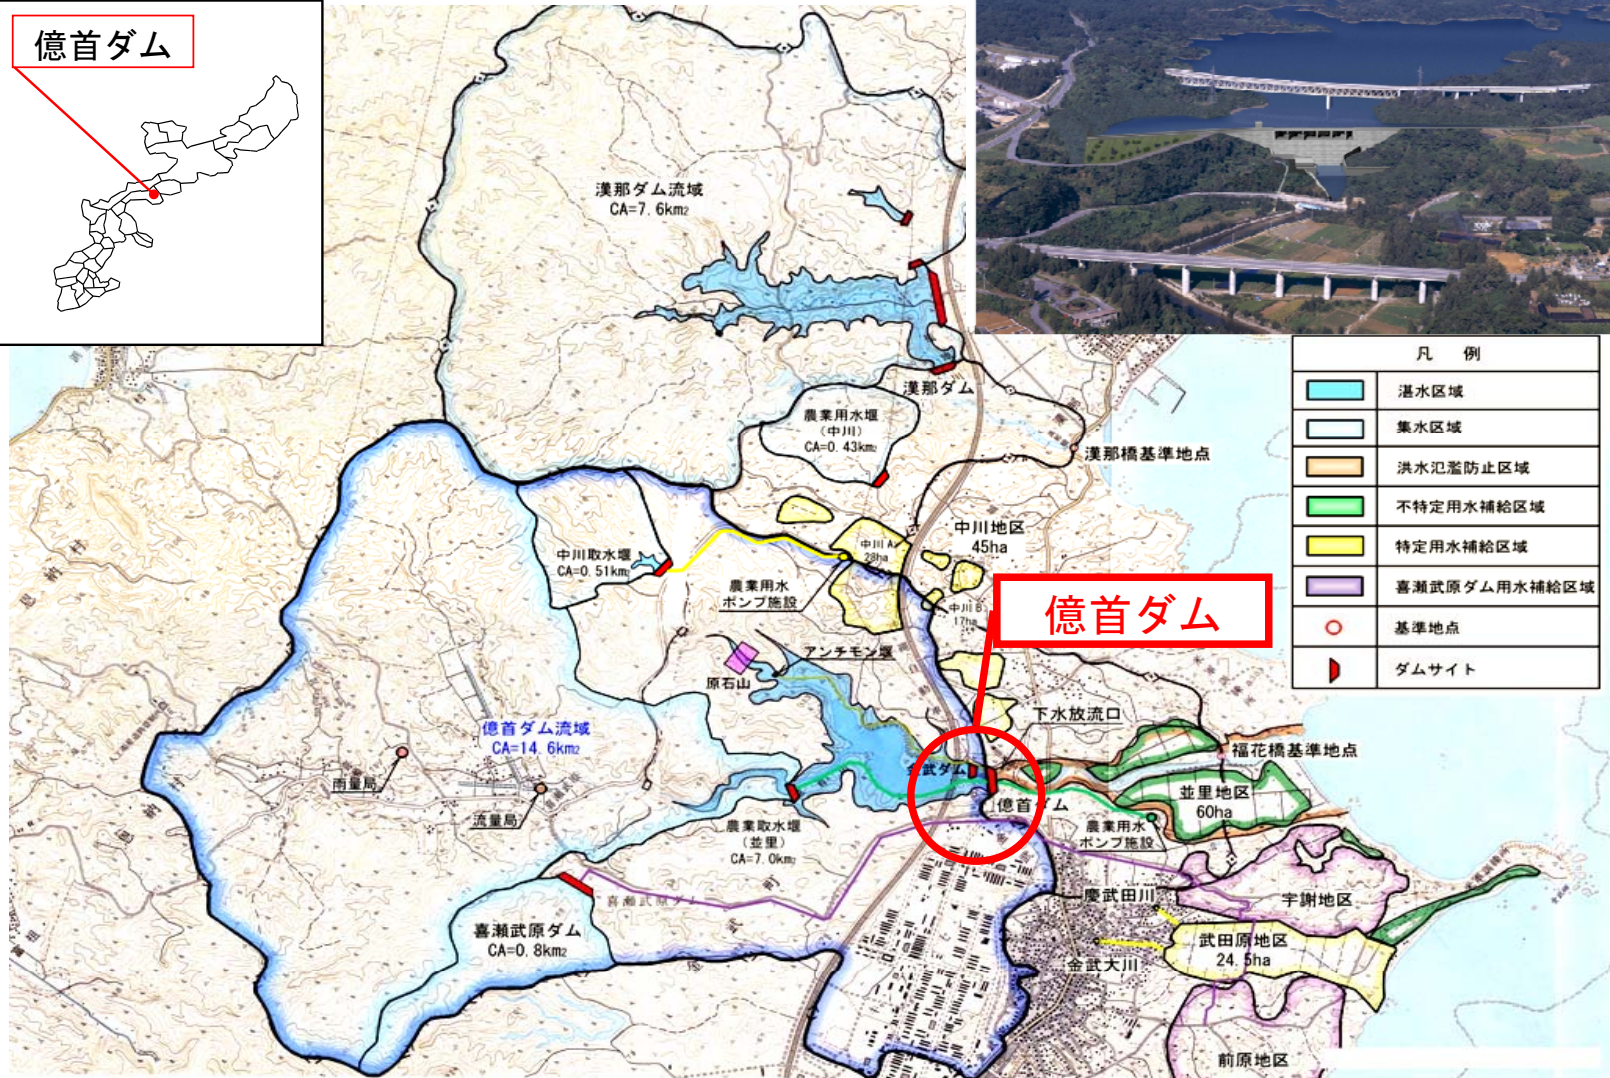 億首ダム
漢那ダム流域
CA=7.6km2
漢那ダム
農業用水堰
(中川)
CA=0.43km2
漢那橋基準地点
凡 例
湛水区域
集水区域
洪水氾濫防止区域
不特定用水補給区域
特定用水補給区域
喜瀬武原ダム用水補給区域
基準地点
ダムサイト
中川地区
45ha
中川A
28ha
中川取水堰
CA=0.51km2
農業用水
ポンプ施設
中川B
17ha
億首ダム
アンチモン堰
原石山
下水放流口
億首ダム流域
CA=14.6km2
福花橋基準地点
金武ダム
雨量局
並里地区
60ha
億首ダム
流量局
農業取水堰
(並里)
CA=7.0km2
農業用水
ポンプ施設
喜瀬武原ダム
慶武田川
宇謝地区
喜瀬武原ダム
CA=0.8km2
武田原地区
24.5ha
金武大川
前原地区